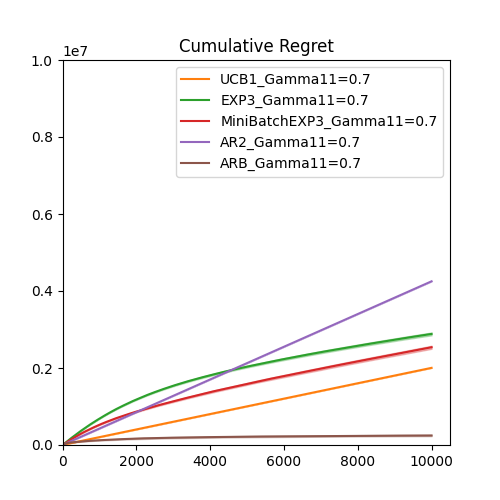 Cumulative Regret
1e7
1.0
0.8
0.6
0.4
0.2
0.0
UCB1_Gamma11=0.7
EXP3_Gamma11=0.7
MiniBatchEXP3_Gamma11=0.7
AR2_Gamma11=0.7
ARB_Gamma11=0.7
0 2000 4000 6000 8000 10000